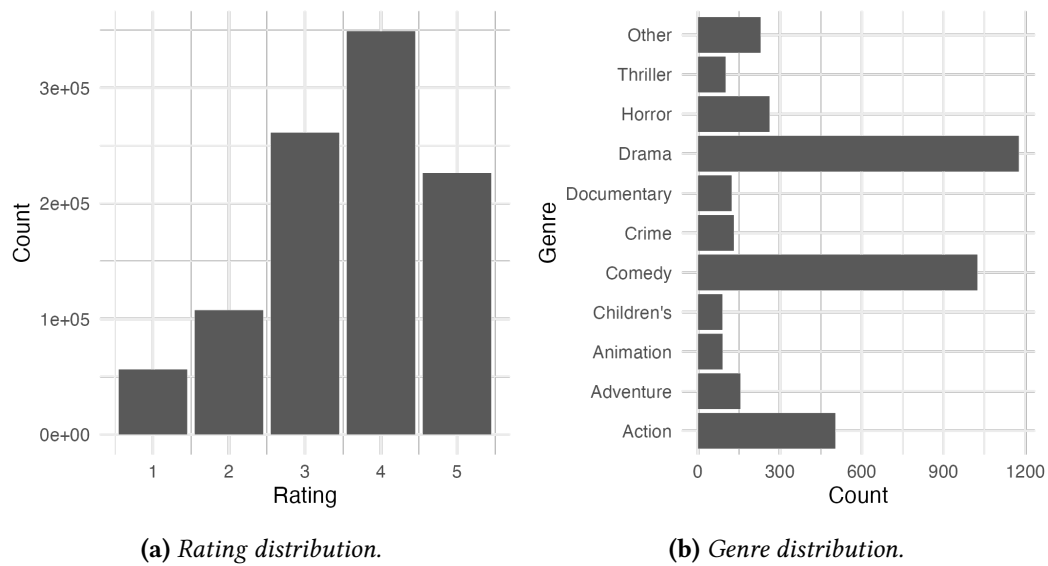 3e+05
2e+05
1e+05
0e+00
Count
1 2 3 4 5
Rating
(a) Rating distribution.
Other
Thriller
Horror
Drama
Documentary
Crime
Comedy
Children's
Animation
Adventure
Action
Genre
0 300 600 900 1200
Count
(b) Genre distribution.